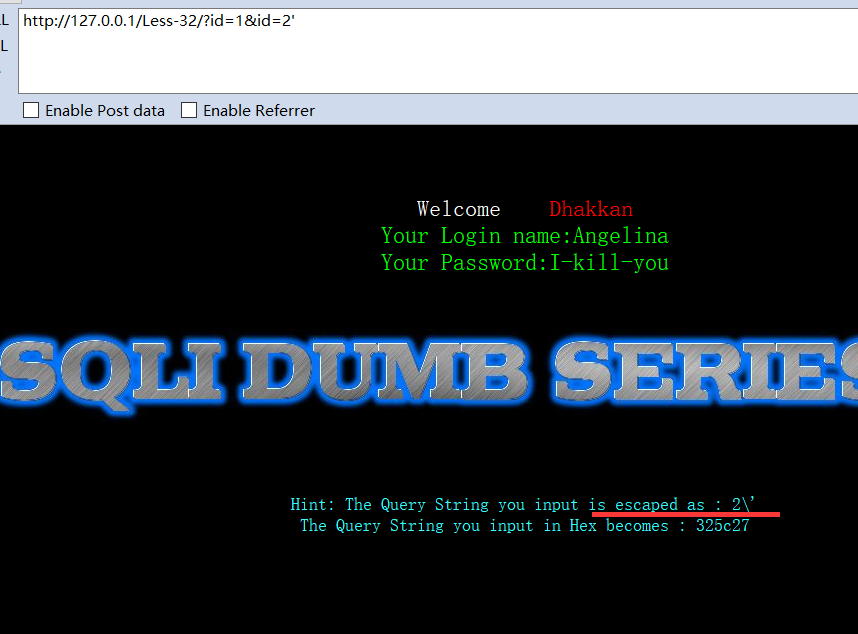 L http://127.0.0.1/Less-32/?id=1&id=2'
L
Enable Post data Enable Referrer
Welcome Dhakkan
Your Login name:Angelina
Your Password:I-kill-you
SQLI DUMB SERIES
Hint: The Query String you input is escaped as : 2\'
The Query String you input in Hex becomes : 325c27